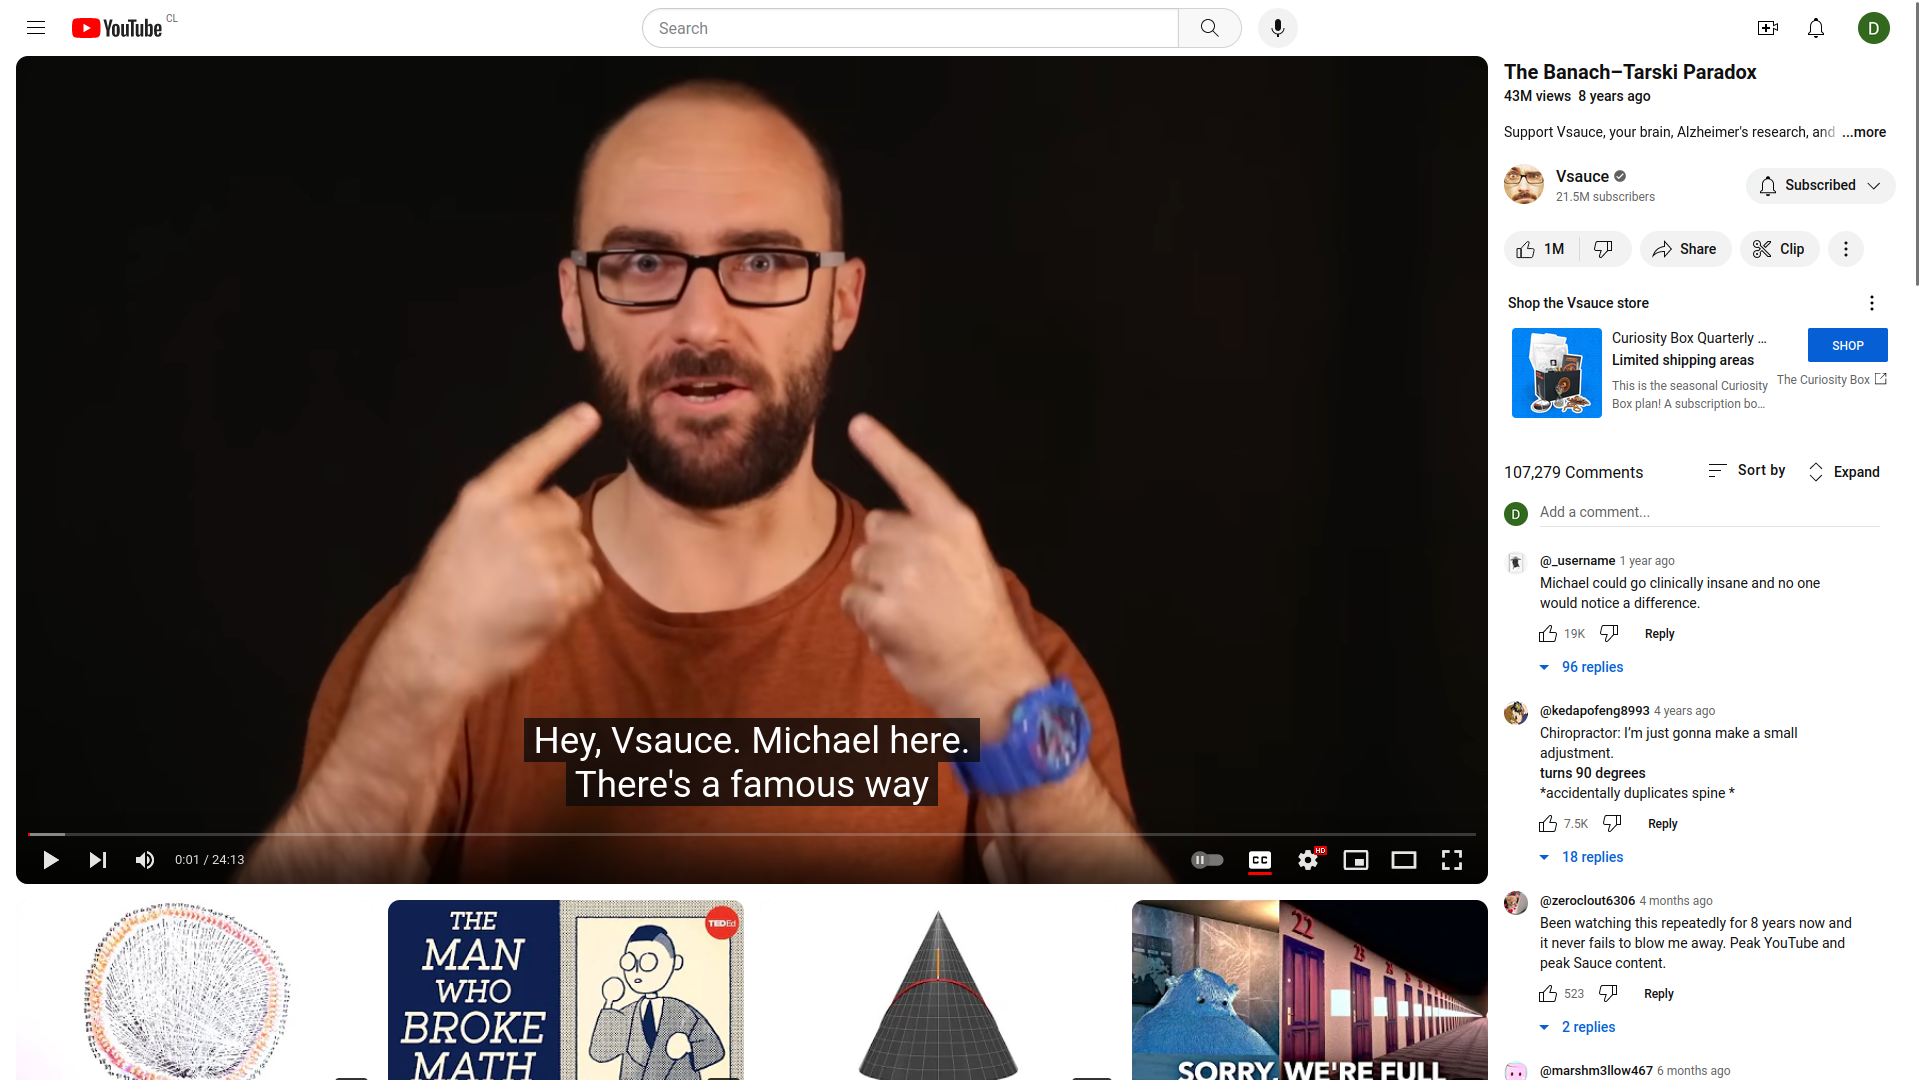 YouTube CL
Search
D
The Banach–Tarski Paradox
43M views 8 years ago
Support Vsauce, your brain, Alzheimer's research, and ...more
Vsauce
21.5M subscribers
Subscribed
1M
Share
Clip
Shop the Vsauce store
Curiosity Box Quarterly ...
Limited shipping areas
This is the seasonal Curiosity
Box plan! A subscription bo...
SHOP
The Curiosity Box
107,279 Comments
Sort by
Expand
D
Add a comment...
@_username 1 year ago
Michael could go clinically insane and no one
would notice a difference.
19K
Reply
96 replies
@kedapofeng8993 4 years ago
Chiropractor: I’m just gonna make a small
adjustment.
turns 90 degrees
*accidentally duplicates spine *
7.5K
Reply
18 replies
@zeroclout6306 4 months ago
Been watching this repeatedly for 8 years now and
it never fails to blow me away. Peak YouTube and
peak Sauce content.
523
Reply
2 replies
@marshm3llow467 6 months ago
Hey, Vsauce. Michael here.
There's a famous way
0:01 / 24:13
CC
HD
THE
MAN
WHO
BROKE
MATH
TEDEd
22
23
SORRY, WE'RE FULL